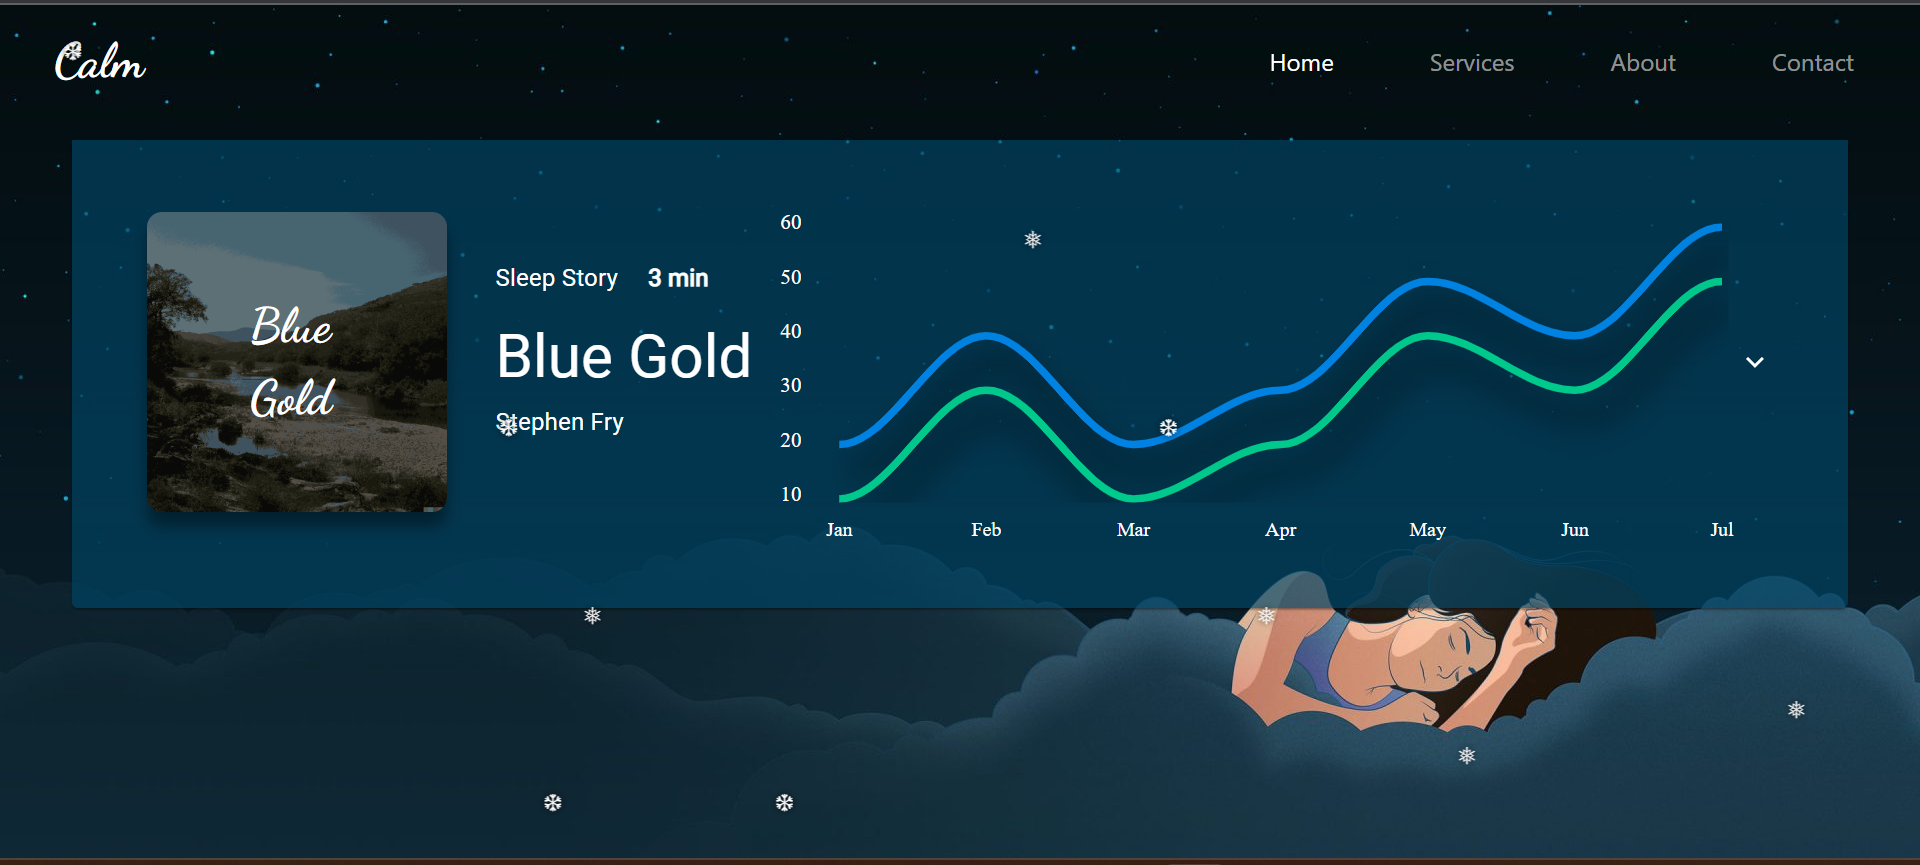 Calm
Home Services About Contact
Blue
Gold
Sleep Story 3 min
Blue Gold
Stephen Fry
60
50
40
30
20
10
Jan Feb Mar Apr May Jun Jul